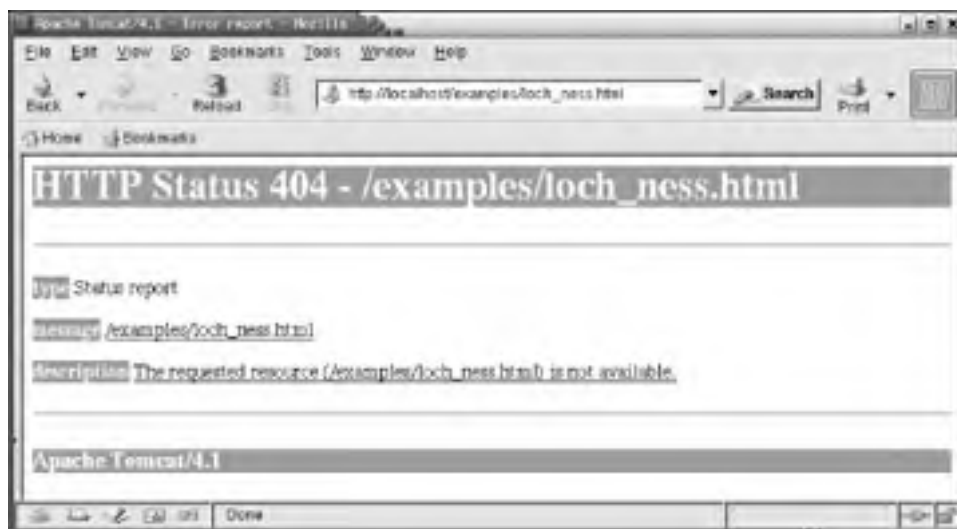 Apache Tomcat/4.1 - Error report - Mozilla
File Edit View Go Bookmarks Tools Window Help
Back Forward Reload Stop http://localhost/examples/loch_ness.html Search Print
Home Bookmarks
HTTP Status 404 - /examples/loch_ness.html
type Status report
message /examples/loch_ness.html
description The requested resource (/examples/loch_ness.html) is not available.
Apache Tomcat/4.1
Done